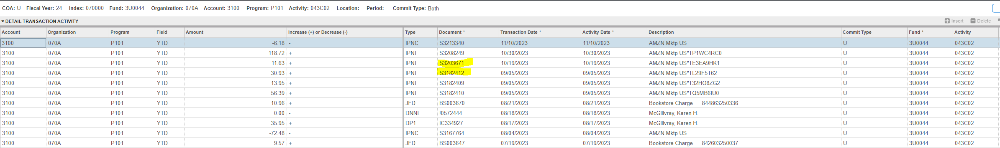 COA: U Fiscal Year: 24 Index: 070000 Fund: 3U0044 Organization: 070A Account: 3100 Program: P101 Activity: 043C02 Location: Period: Commit Type: Both
DETAIL TRANSACTION ACTIVITY Insert Delete
Account Organization Program Field Amount Increase (+) or Decrease (-) Type Document * Transaction Date * Activity Date * Description Commit Type Fund * Activity
3100 070A P101 YTD -6.18 - IPNC S3213340 11/10/2023 11/10/2023 AMZN Mktp US U 3U0044 043C02
3100 070A P101 YTD 118.72 + IPNI S3208249 10/30/2023 10/30/2023 AMZN Mktp US*TP1WC4RC0 U 3U0044 043C02
3100 070A P101 YTD 11.63 + IPNI S3203671 10/19/2023 10/19/2023 AMZN Mktp US*TE3EA9HK1 U 3U0044 043C02
3100 070A P101 YTD 30.93 + IPNI S3182412 09/05/2023 09/05/2023 AMZN Mktp US*TL29F5T62 U 3U0044 043C02
3100 070A P101 YTD 13.95 + IPNI S3182409 09/05/2023 09/05/2023 AMZN Mktp US*T32HO8ZG2 U 3U0044 043C02
3100 070A P101 YTD 56.39 + IPNI S3182410 09/05/2023 09/05/2023 AMZN Mktp US*TQ5MB6IU0 U 3U0044 043C02
3100 070A P101 YTD 10.96 + JFD BS003670 08/21/2023 08/21/2023 Bookstore Charge 844863250336 U 3U0044 043C02
3100 070A P101 YTD 0.00 - DNNI !0572444 08/18/2023 08/18/2023 McGillvray, Karen H. U 3U0044 043C02
3100 070A P101 YTD 35.95 + DP1 IC334927 08/17/2023 08/17/2023 McGillvray, Karen H. U 3U0044 043C02
3100 070A P101 YTD -72.48 - IPNC S3167764 08/04/2023 08/04/2023 AMZN Mktp US U 3U0044 043C02
3100 070A P101 YTD 9.57 + JFD BS003647 07/19/2023 07/19/2023 Bookstore Charge 842603250037 U 3U0044 043C02